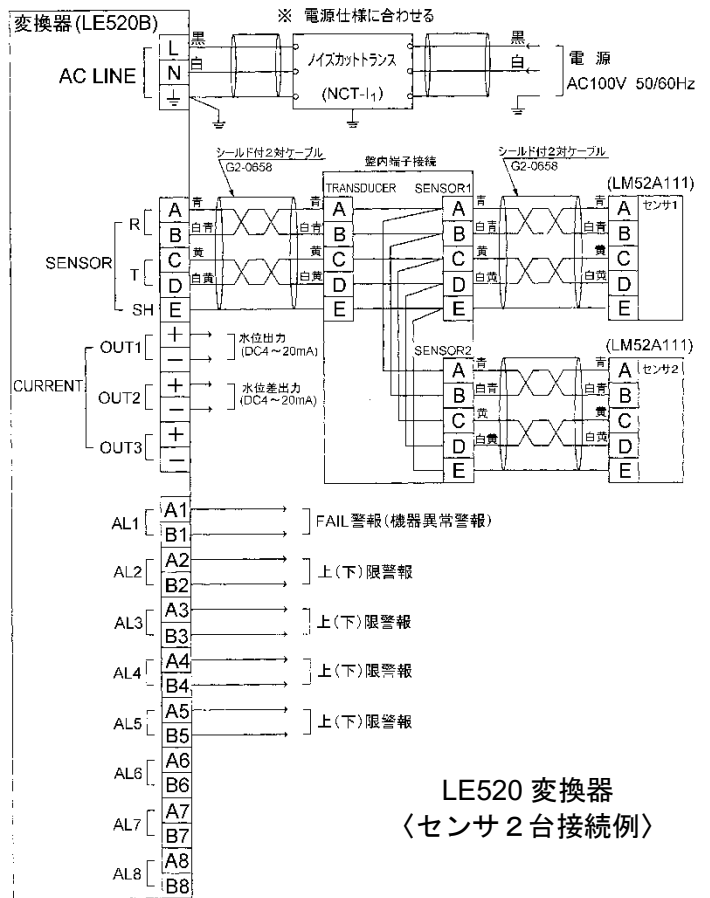 ※ 電源仕様に合わせる
変換器(LE520B)
AC LINE
L
N
黒
白
ノイズカットトランス
(NCT-I₁)
黒
白
電 源
AC100V 50/60Hz
シールド付2対ケーブル
G2-0658
盤内端子接続
シールド付2対ケーブル
G2-0658
TRANSDUCER
SENSOR1
(LM52A111)
センサ1
SENSOR
R
T
SH
A
B
C
D
E
青
白青
黄
白黄
青
白青
黄
白黄
A
B
C
D
E
A
B
C
D
E
青
白青
黄
白黄
青
白青
黄
白黄
A
B
C
D
E
CURRENT
OUT1
+
−
水位出力
(DC4～20mA)
OUT2
+
−
水位差出力
(DC4～20mA)
OUT3
+
−
SENSOR2
(LM52A111)
センサ2
A
B
C
D
E
青
白青
黄
白黄
青
白青
黄
白黄
A
B
C
D
E
AL1
A1
B1
FAIL警報(機器異常警報)
AL2
A2
B2
上(下)限警報
AL3
A3
B3
上(下)限警報
AL4
A4
B4
上(下)限警報
AL5
A5
B5
上(下)限警報
AL6
A6
B6
AL7
A7
B7
AL8
A8
B8
LE520 変換器
〈センサ２台接続例〉